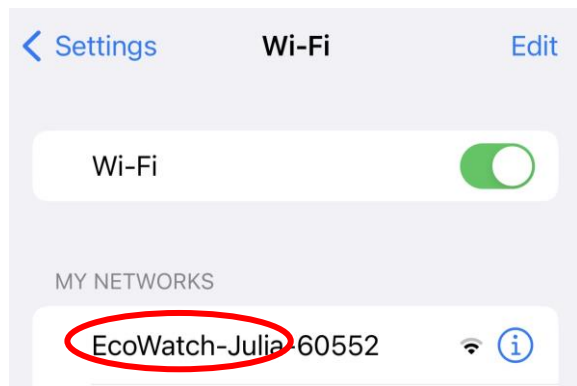 Settings Wi-Fi Edit
Wi-Fi
MY NETWORKS
EcoWatch-Julia-60552